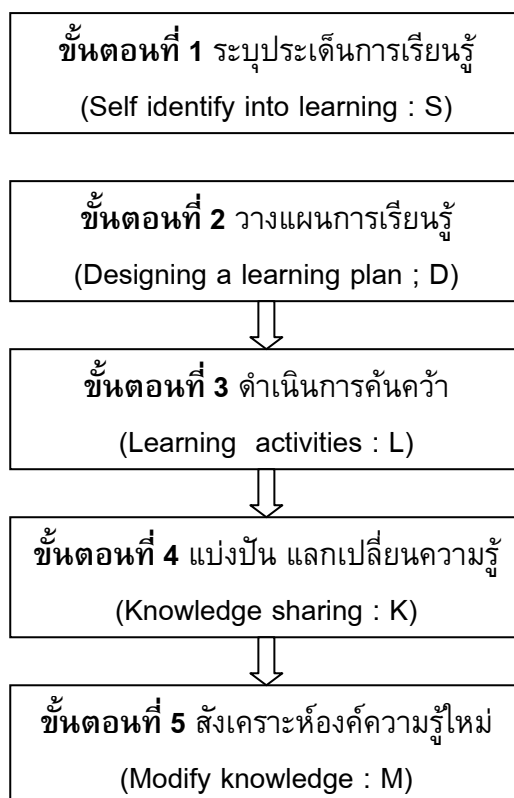 ขั้นตอนที่ 1 ระบุประเด็นการเรียนรู้
(Self identify into learning : S)
ขั้นตอนที่ 2 วางแผนการเรียนรู้
(Designing a learning plan ; D)
ขั้นตอนที่ 3 ดำเนินการค้นคว้า
(Learning activities : L)
ขั้นตอนที่ 4 แบ่งปัน แลกเปลี่ยนความรู้
(Knowledge sharing : K)
ขั้นตอนที่ 5 สังเคราะห์องค์ความรู้ใหม่
(Modify knowledge : M)